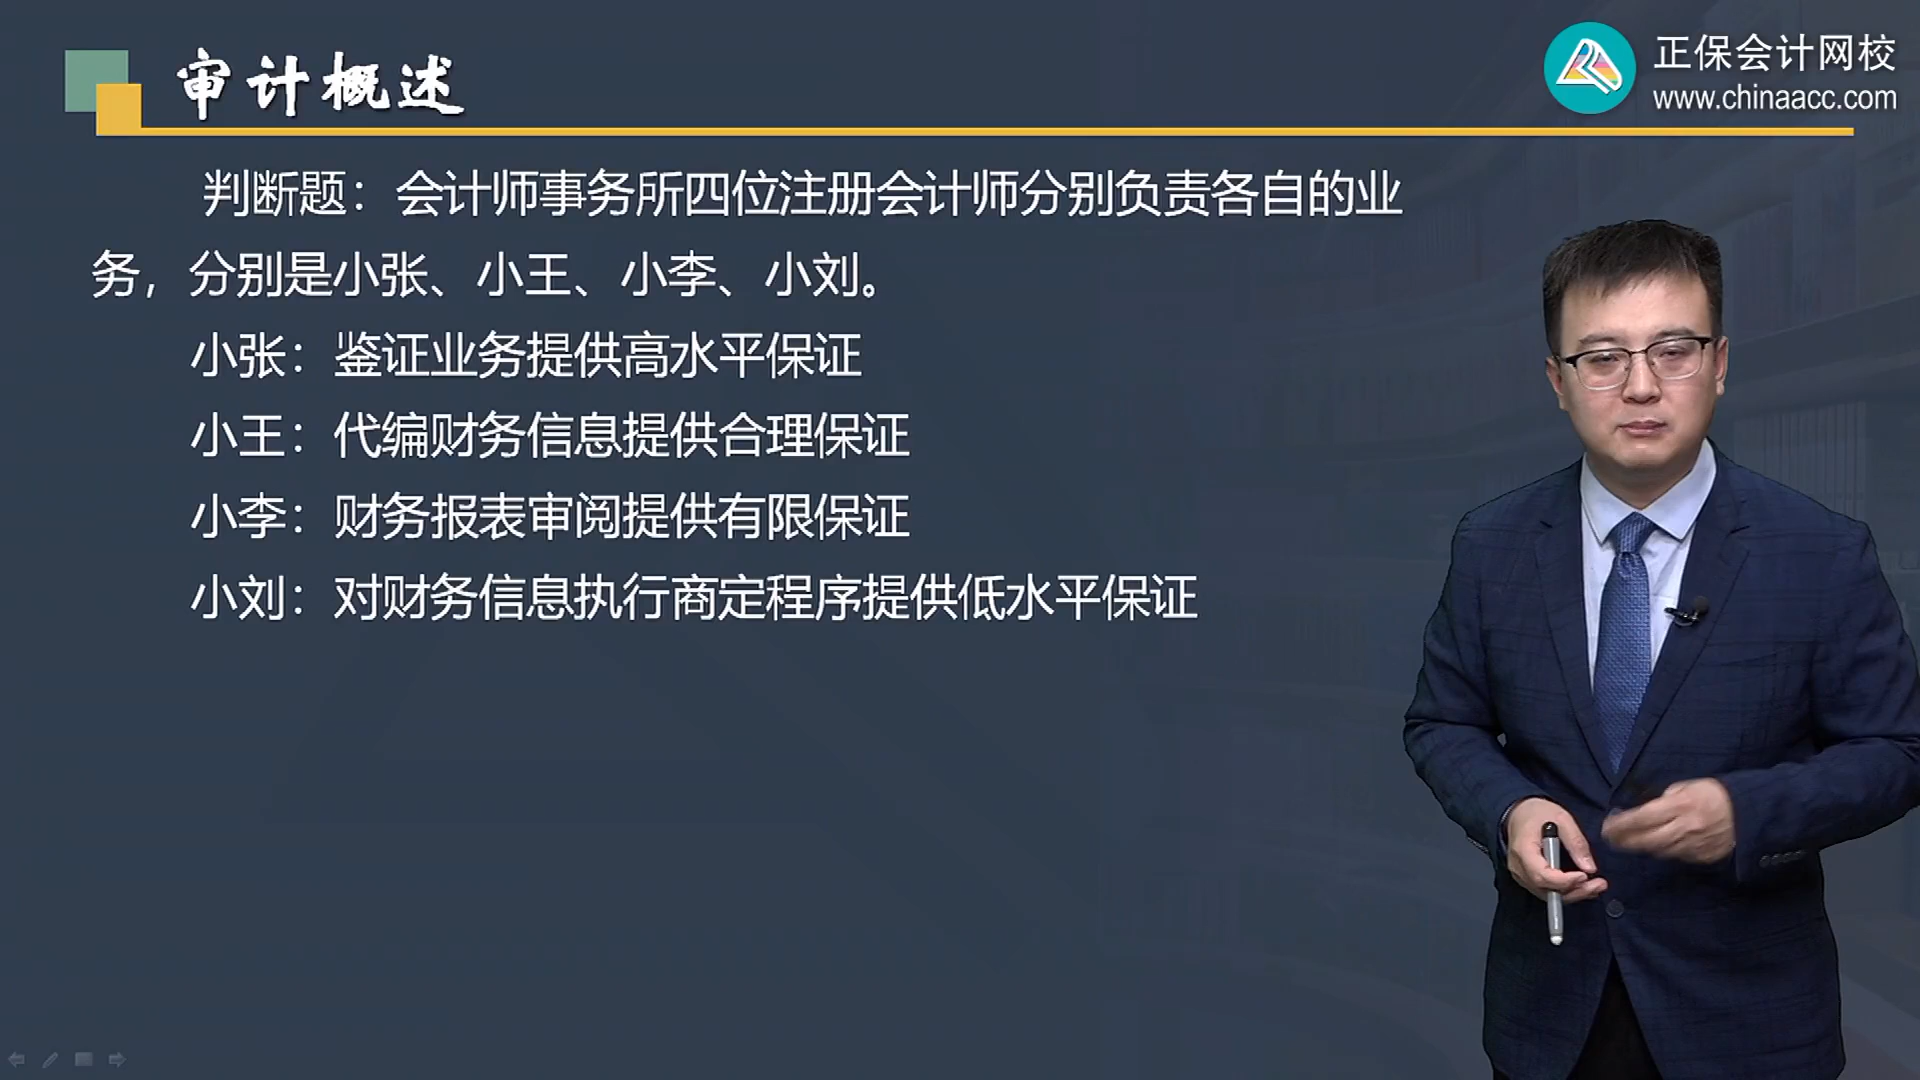 审计概述
正保会计网校
www.chinaacc.com
判断题：会计师事务所四位注册会计师分别负责各自的业
务，分别是小张、小王、小李、小刘。
小张：鉴证业务提供高水平保证
小王：代编财务信息提供合理保证
小李：财务报表审阅提供有限保证
小刘：对财务信息执行商定程序提供低水平保证